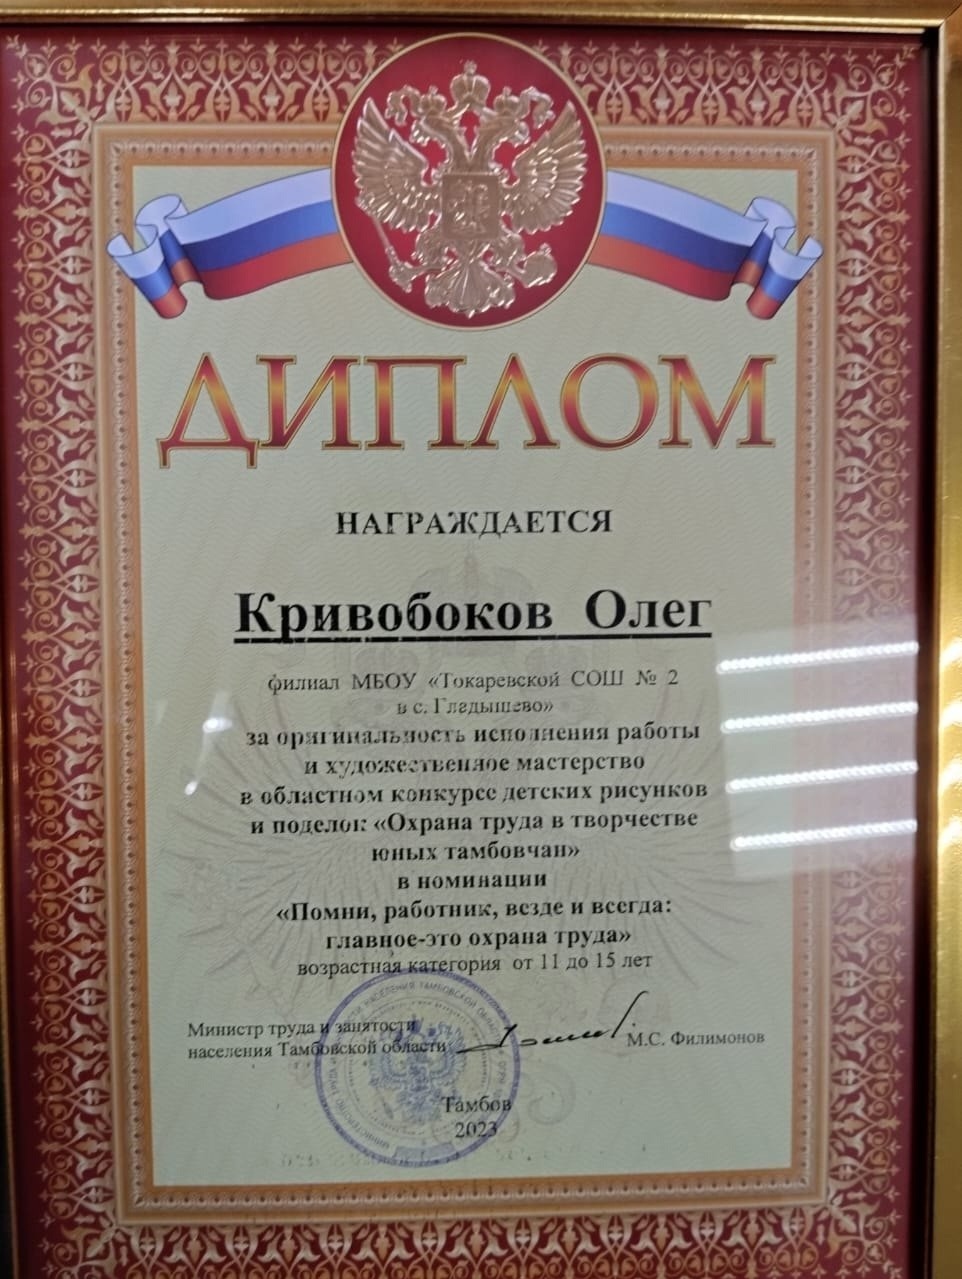 ДИПЛОМ
НАГРАЖДАЕТСЯ
Кривобоков Олег
филиал МБОУ «Токаревской СОШ № 2
в с. Гладышево»
за оригинальность исполнения работы
и художественное мастерство
в областном конкурсе детских рисунков
и поделок «Охрана труда в творчестве
юных тамбовчан»
в номинации
«Помни, работник, везде и всегда:
главное-это охрана труда»
возрастная категория от 11 до 15 лет
Министр труда и занятости
населения Тамбовской области
М.С. Филимонов
Тамбов
2023